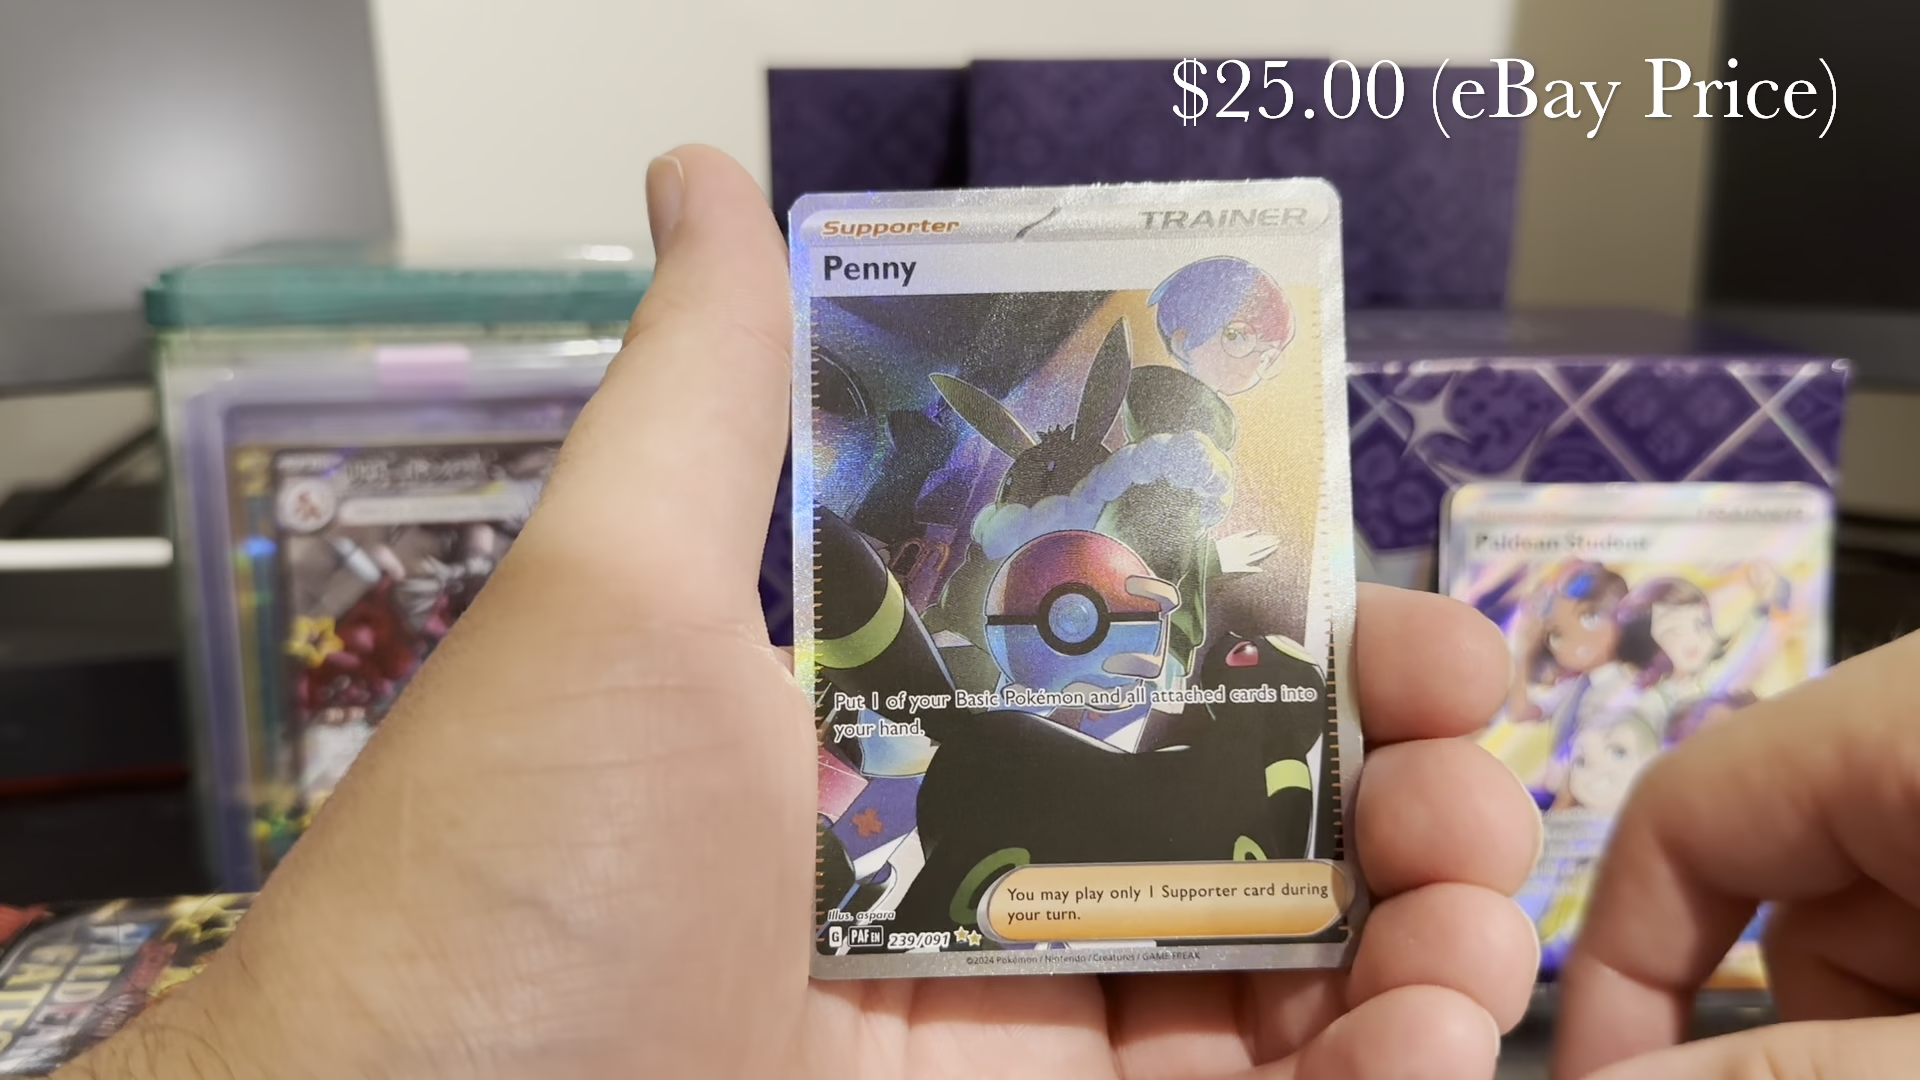 $25.00 (eBay Price)
Supporter
TRAINER
Penny
Put 1 of your Basic Pokémon and all attached cards into
your hand.
You may play only 1 Supporter card during
your turn.
Illus. aspara
G PAF EN 239/091
©2024 Pokémon / Nintendo / Creatures / GAME FREAK
Paldean Student